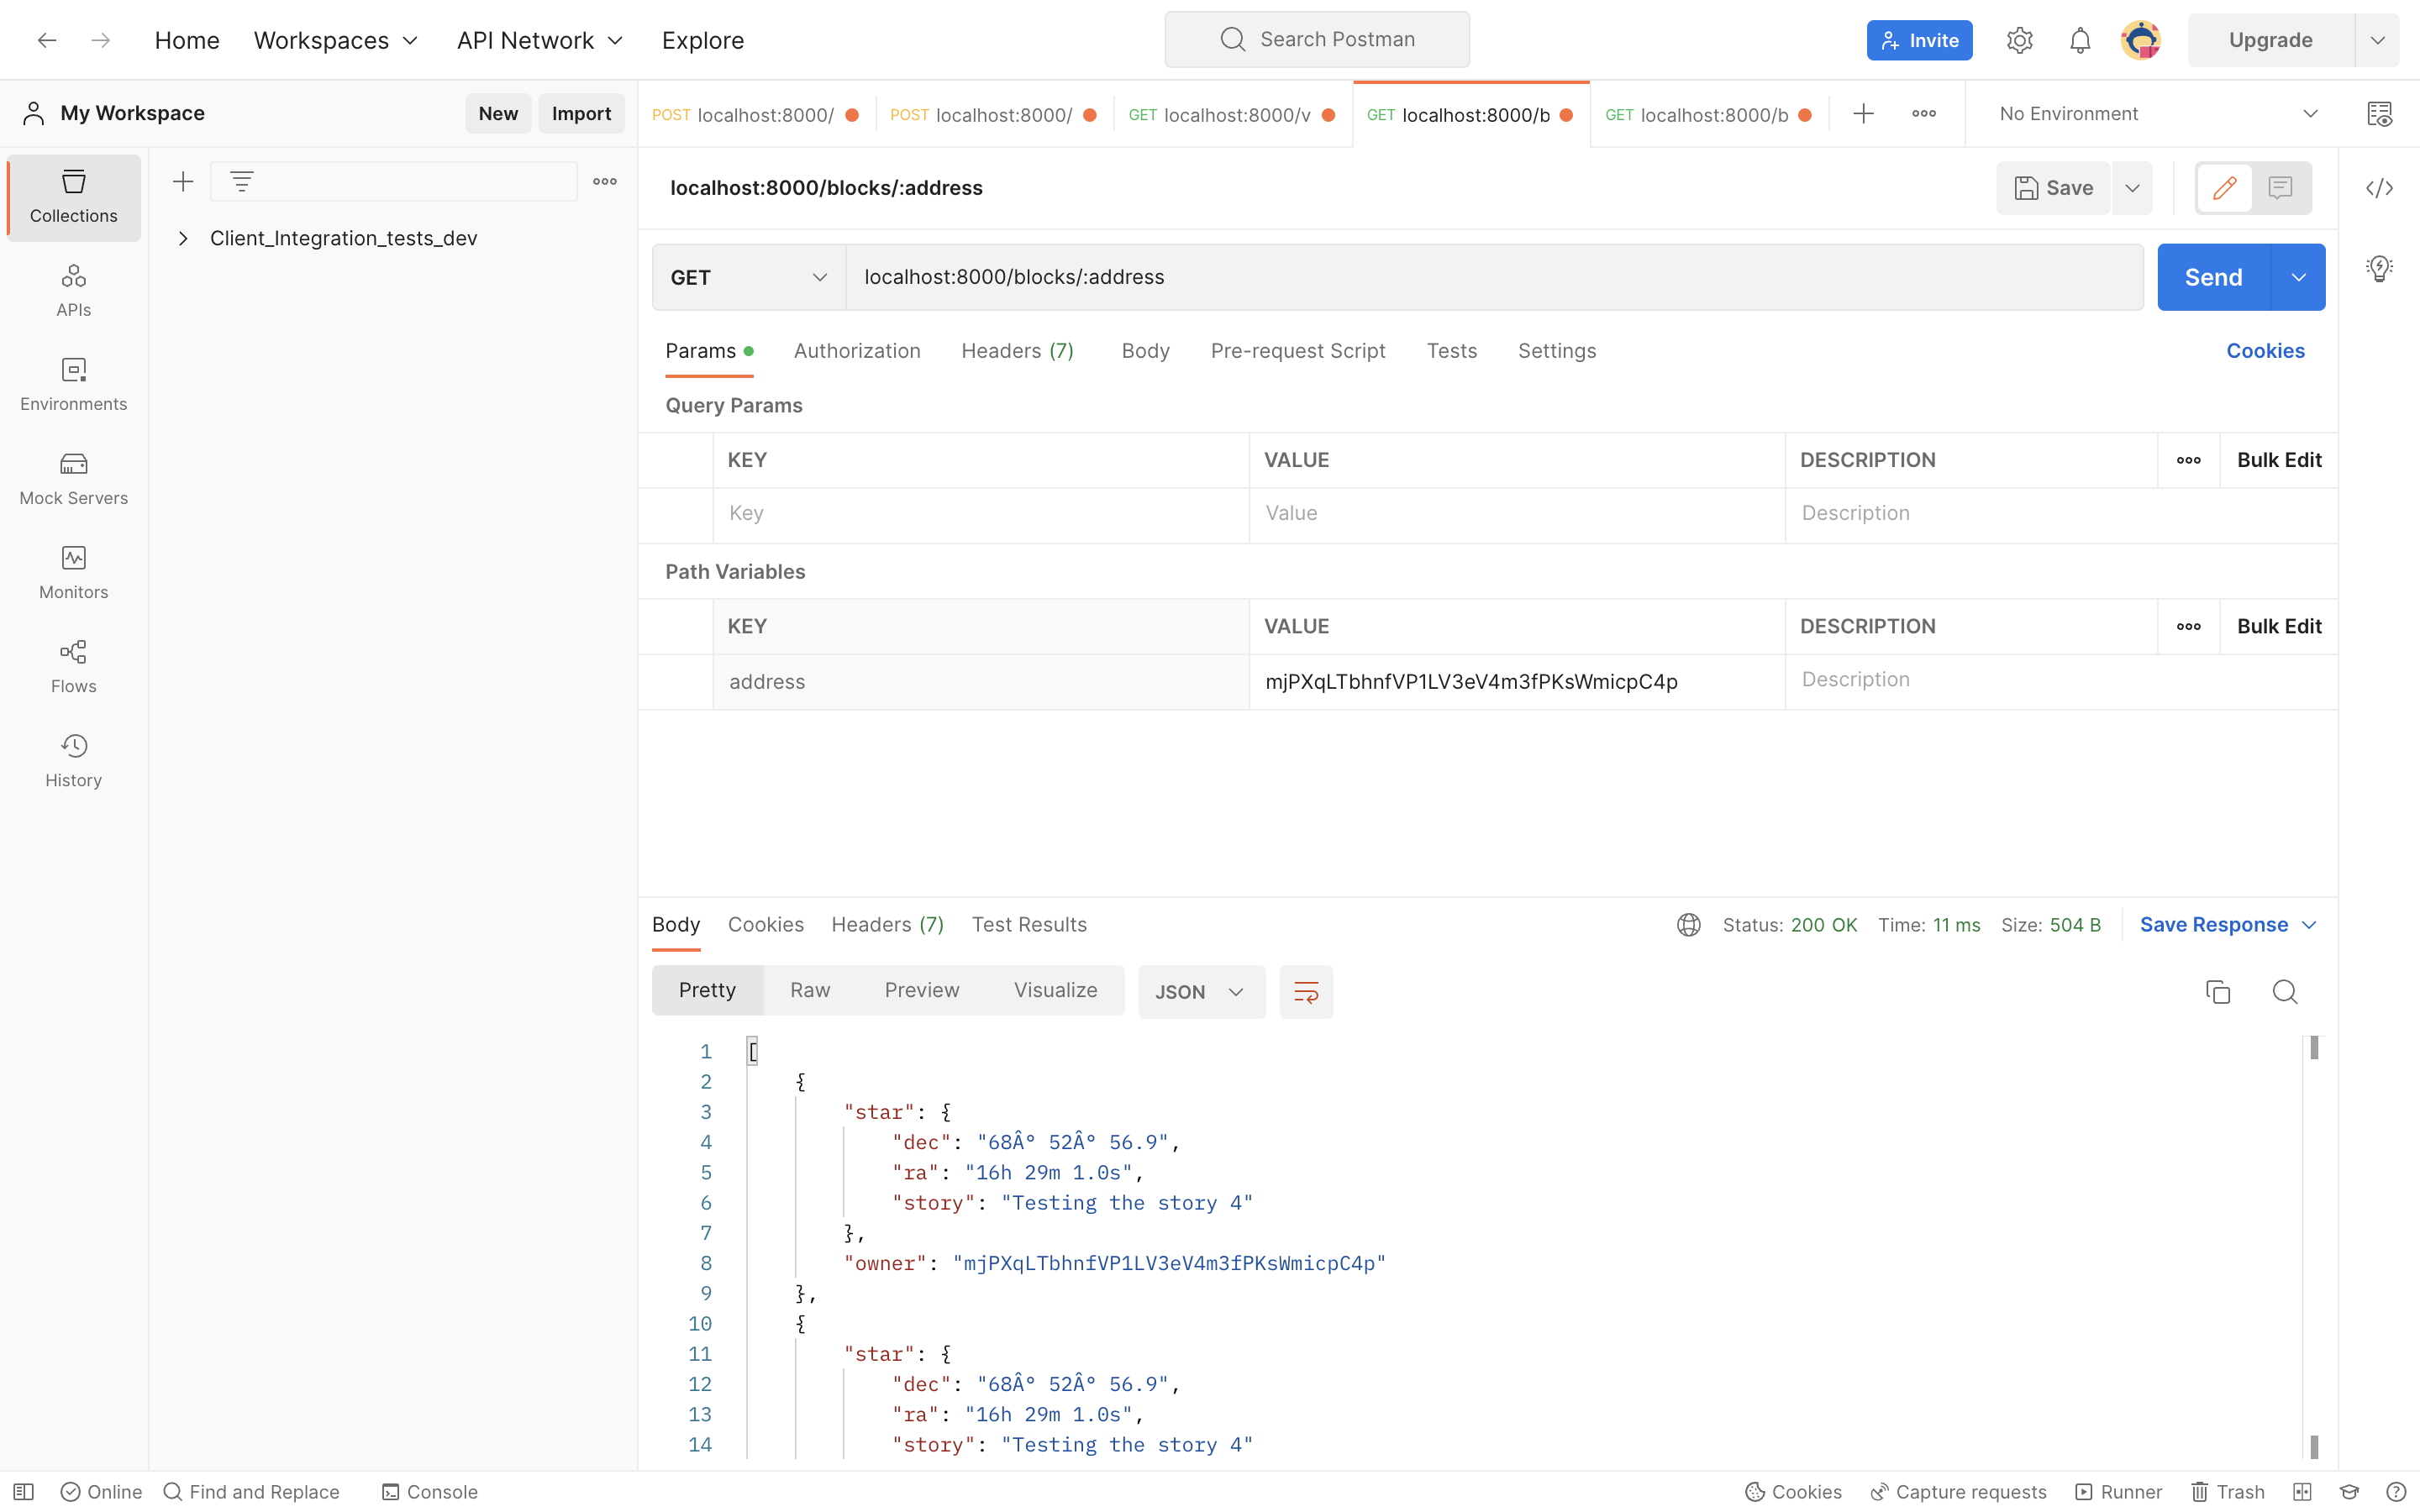 Home Workspaces API Network Explore Search Postman Invite Upgrade
My Workspace New Import POST localhost:8000/ POST localhost:8000/ GET localhost:8000/v GET localhost:8000/b GET localhost:8000/b No Environment
Collections
APIs
Environments
Mock Servers
Monitors
Flows
History
Client_Integration_tests_dev
localhost:8000/blocks/:address Save
GET localhost:8000/blocks/:address Send
Params Authorization Headers (7) Body Pre-request Script Tests Settings Cookies
Query Params
KEY VALUE DESCRIPTION Bulk Edit
Key Value Description
Path Variables
KEY VALUE DESCRIPTION Bulk Edit
address mjPXqLTbhnfVP1LV3eV4m3fPKsWmicpC4p Description
Body Cookies Headers (7) Test Results Status: 200 OK Time: 11 ms Size: 504 B Save Response
Pretty Raw Preview Visualize JSON
1 [
2 {
3 "star": {
4 "dec": "68Â° 52Â° 56.9",
5 "ra": "16h 29m 1.0s",
6 "story": "Testing the story 4"
7 },
8 "owner": "mjPXqLTbhnfVP1LV3eV4m3fPKsWmicpC4p"
9 },
10 {
11 "star": {
12 "dec": "68Â° 52Â° 56.9",
13 "ra": "16h 29m 1.0s",
14 "story": "Testing the story 4"
Online Find and Replace Console Cookies Capture requests Runner Trash